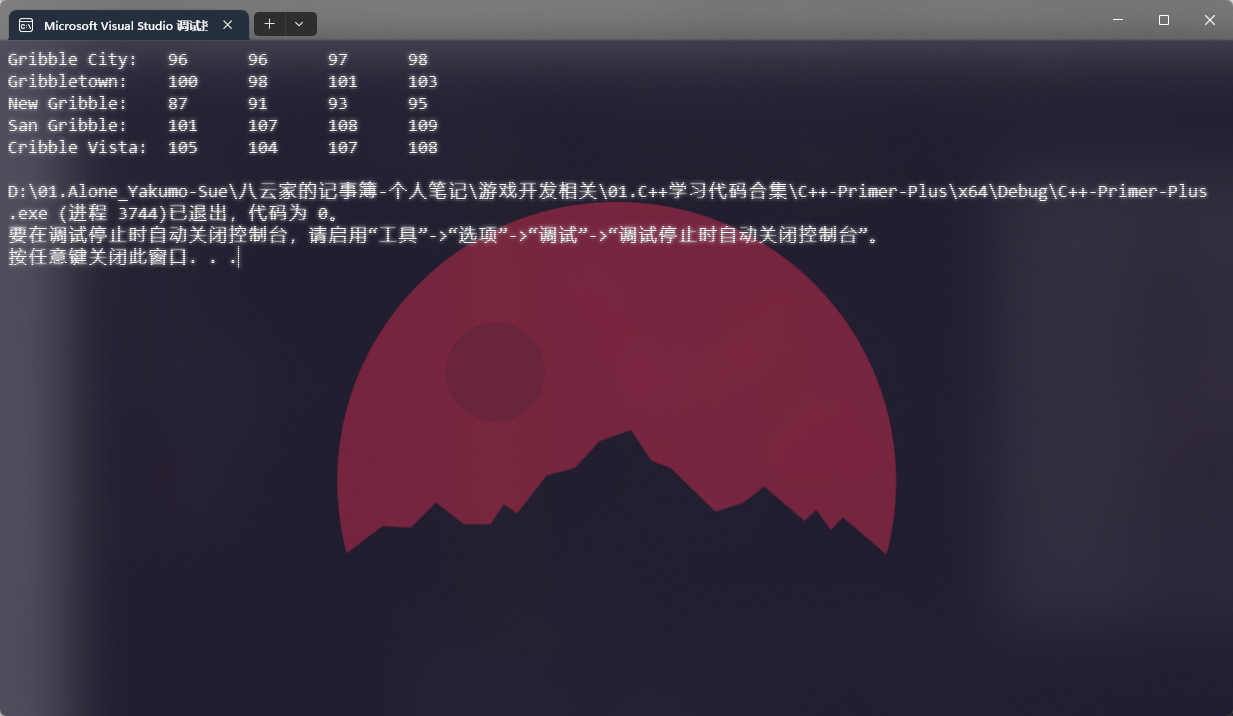 Microsoft Visual Studio 调试
Gribble City: 96 96 97 98
Gribbletown: 100 98 101 103
New Gribble: 87 91 93 95
San Gribble: 101 107 108 109
Cribble Vista: 105 104 107 108
D:\01.Alone_Yakumo-Sue\八云家的记事簿-个人笔记\游戏开发相关\01.C++学习代码合集\C++-Primer-Plus\x64\Debug\C++-Primer-Plus
.exe (进程 3744)已退出，代码为 0。
要在调试停止时自动关闭控制台，请启用“工具”->“选项”->“调试”->“调试停止时自动关闭控制台”。
按任意键关闭此窗口. . .